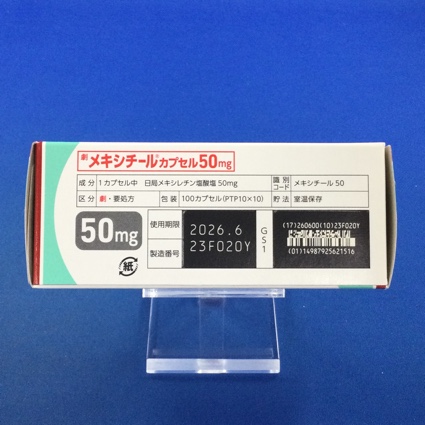 劇 メキシチール®カプセル50mg
成分 1カプセル中 日局メキシレチン塩酸塩 50mg 識別コード メキシチール 50
区分 劇・要処方 包装 100カプセル(PTP10×10) 貯法 室温保存
50mg
使用期限 2026.6
製造番号 23F020Y
GS1
(17)260600(10)23F020Y
(01)14987925621516
紙